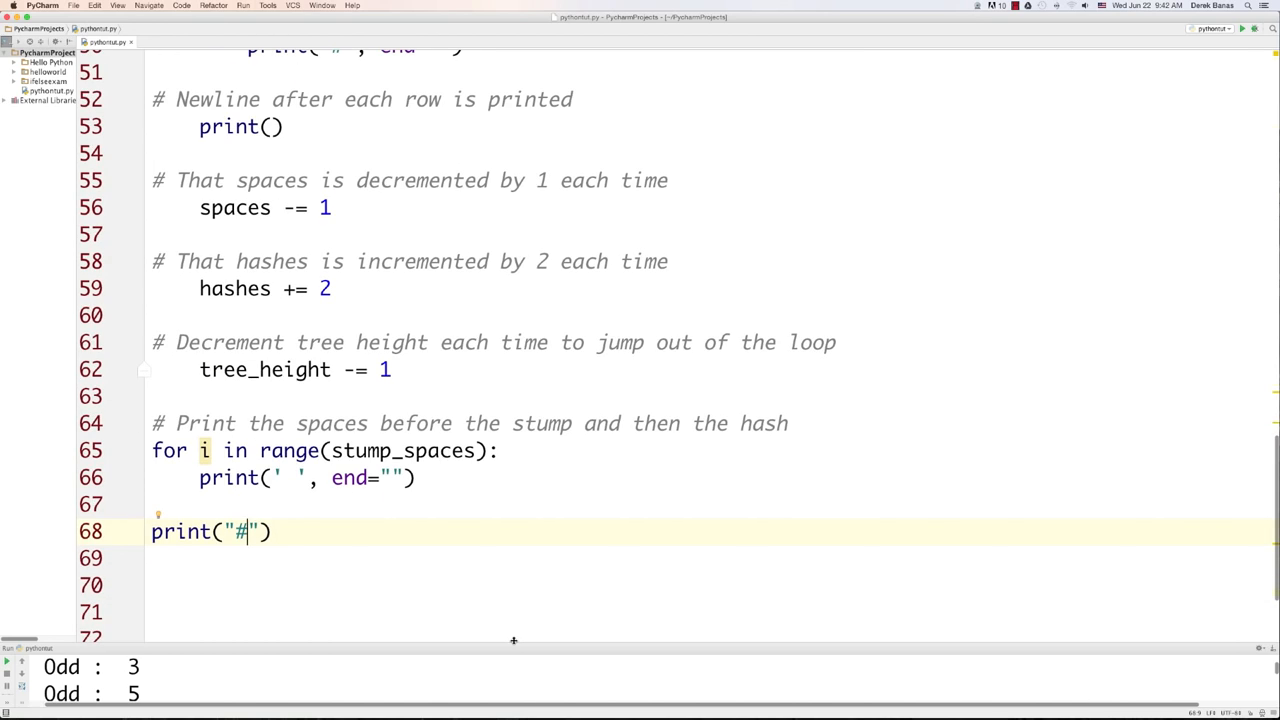 PyCharm File Edit View Navigate Code Refactor Run Tools VCS Window Help 10 Wed Jun 22 9:42 AM Derek Banas
pythontut.py - PycharmProjects - [~/PycharmProjects]
PycharmProjects pythontut.py pythontut
pythontut.py
PycharmProject
Hello Python
helloworld
ifelseexam
pythontut.py
External Librarie
51
52 # Newline after each row is printed
53 print()
54
55 # That spaces is decremented by 1 each time
56 spaces -= 1
57
58 # That hashes is incremented by 2 each time
59 hashes += 2
60
61 # Decrement tree height each time to jump out of the loop
62 tree_height -= 1
63
64 # Print the spaces before the stump and then the hash
65 for i in range(stump_spaces):
66 print(' ', end="")
67
68 print("#")
69
70
71
72
Run pythontut
Odd : 3
Odd : 5
68:9 LF‡ UTF-8‡